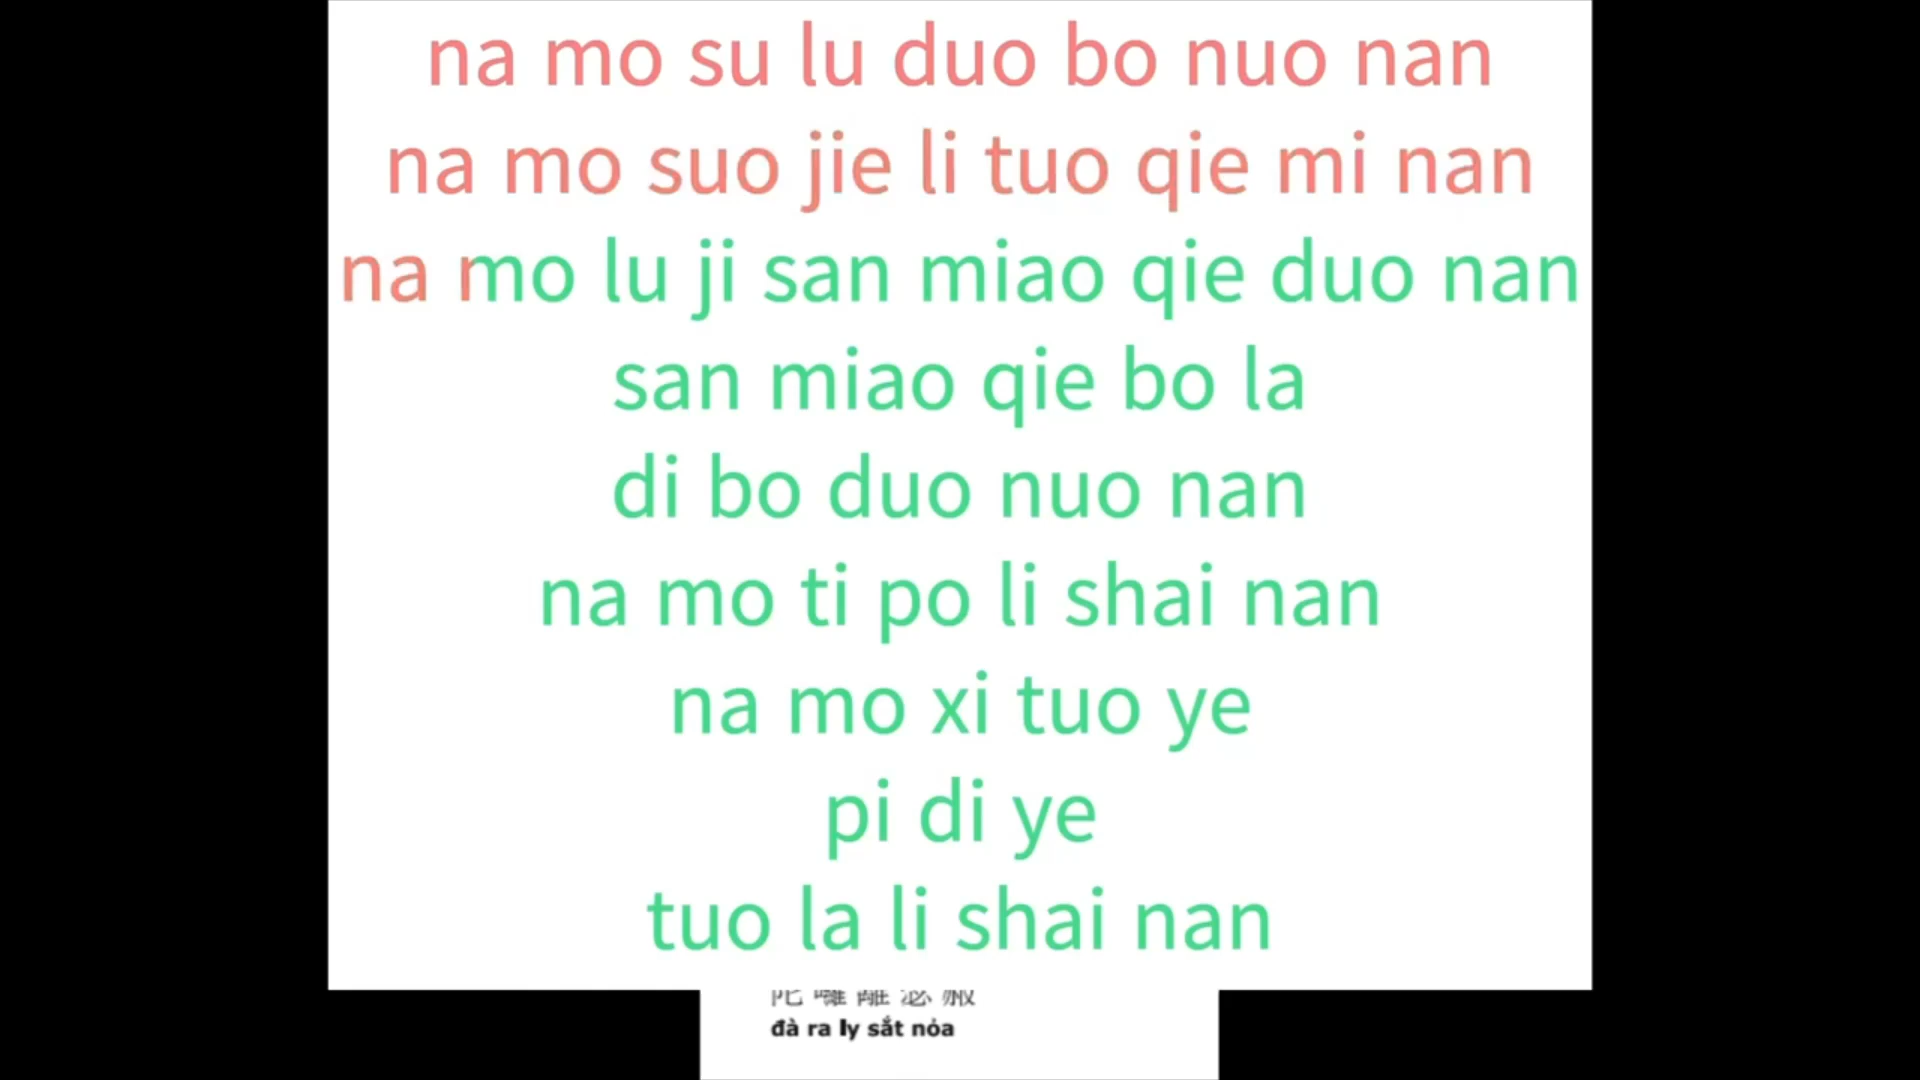 na mo su lu duo bo nuo nan
na mo suo jie li tuo qie mi nan
na mo lu ji san miao qie duo nan
san miao qie bo la
di bo duo nuo nan
na mo ti po li shai nan
na mo xi tuo ye
pi di ye
tuo la li shai nan
đà ra ly sắt nỏa